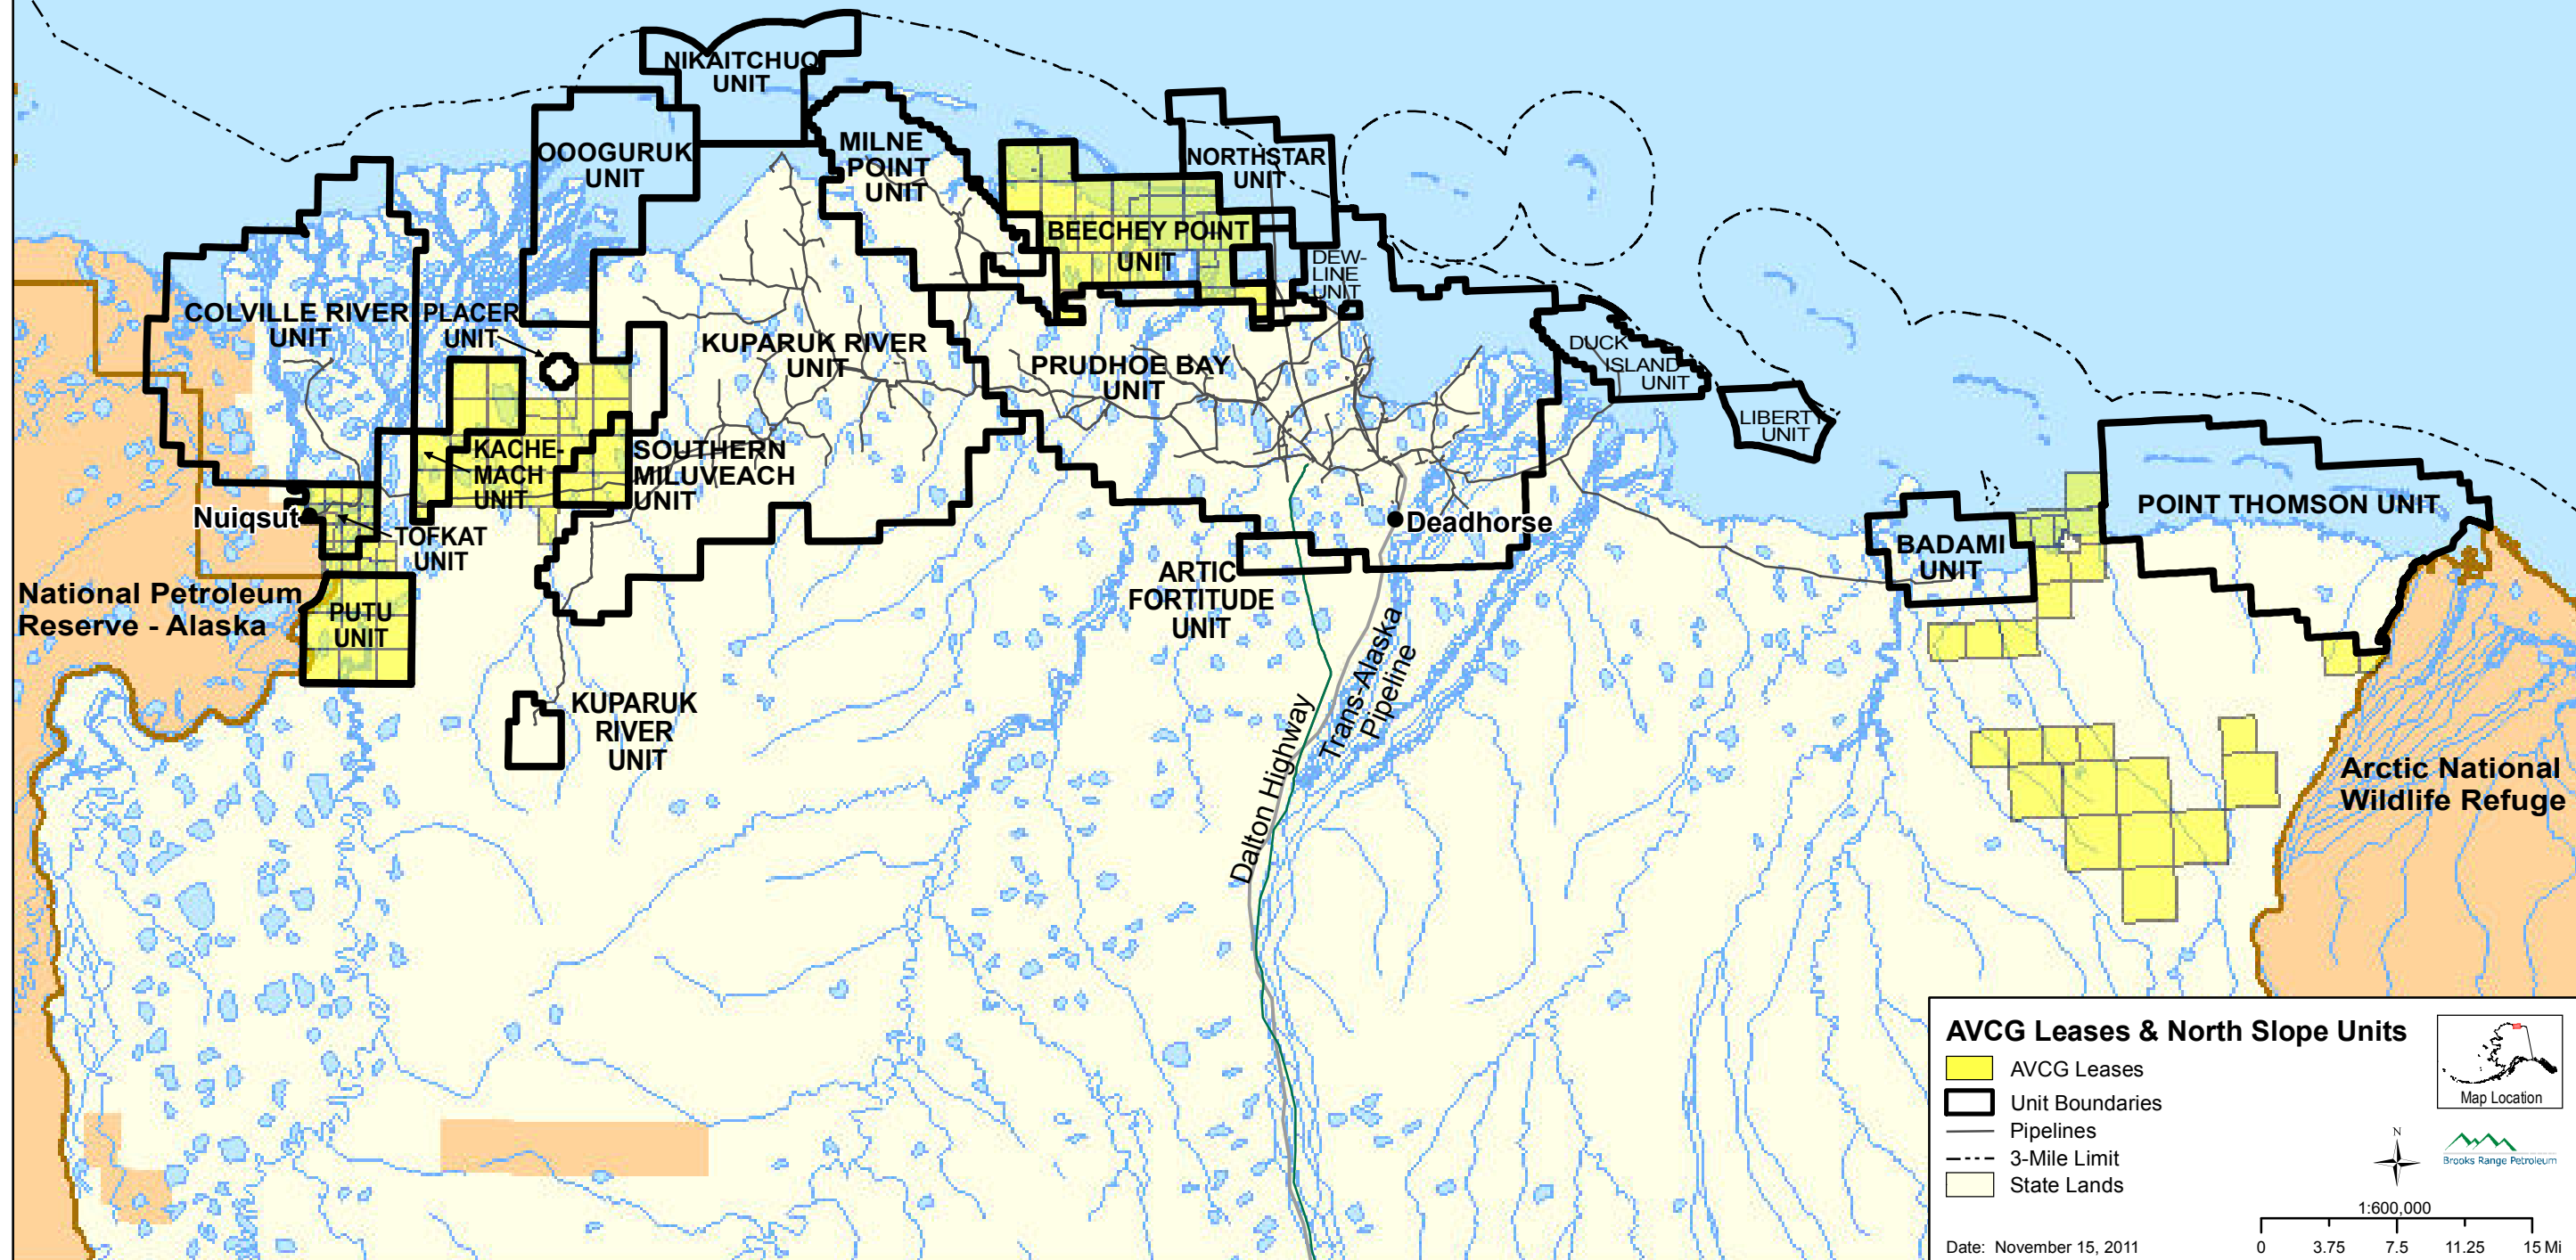 NIKAITCHUQ
UNIT
OOOGURUK
UNIT
MILNE
POINT
UNIT
NORTHSTAR
UNIT
BEECHEY POINT
UNIT
DEW-
LINE
UNIT
COLVILLE RIVER
UNIT
PLACER
UNIT
KUPARUK RIVER
UNIT
PRUDHOE BAY
UNIT
DUCK
ISLAND
UNIT
LIBERTY
UNIT
KACHE-
MACH
UNIT
SOUTHERN
MILUVEACH
UNIT
Nuiqsut
TOFKAT
UNIT
Deadhorse
BADAMI
UNIT
POINT THOMSON UNIT
National Petroleum
Reserve - Alaska
PUTU
UNIT
ARTIC
FORTITUDE
UNIT
KUPARUK
RIVER
UNIT
Trans-Alaska
Pipeline
Dalton Highway
Arctic National
Wildlife Refuge
AVCG Leases & North Slope Units
AVCG Leases
Unit Boundaries
Pipelines
3-Mile Limit
State Lands
Map Location
N
Brooks Range Petroleum
1:600,000
0 3.75 7.5 11.25 15 Mi
Date: November 15, 2011